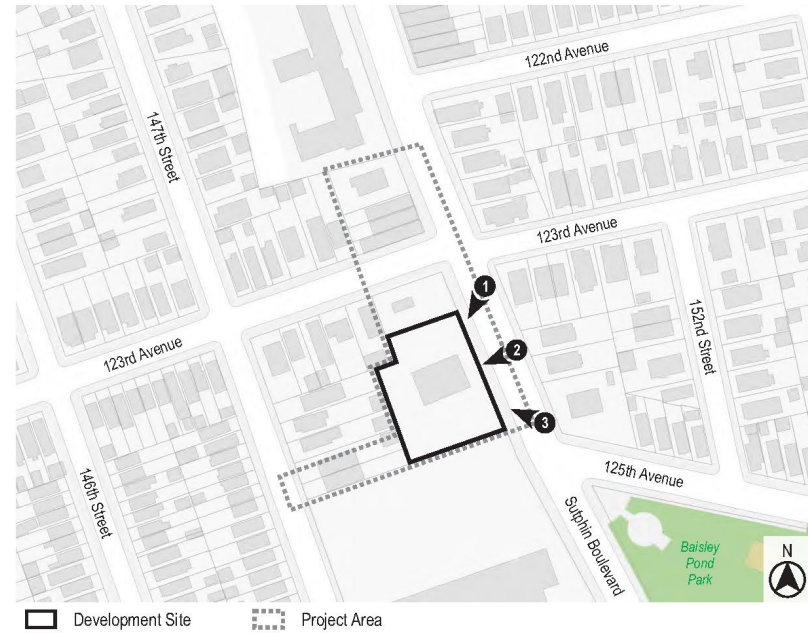 122nd Avenue
147th Street
123rd Avenue
1
152nd Street
2
123rd Avenue
3
125th Avenue
146th Street
Sutphin Boulevard
Baisley
Pond
Park
N
Development Site
Project Area